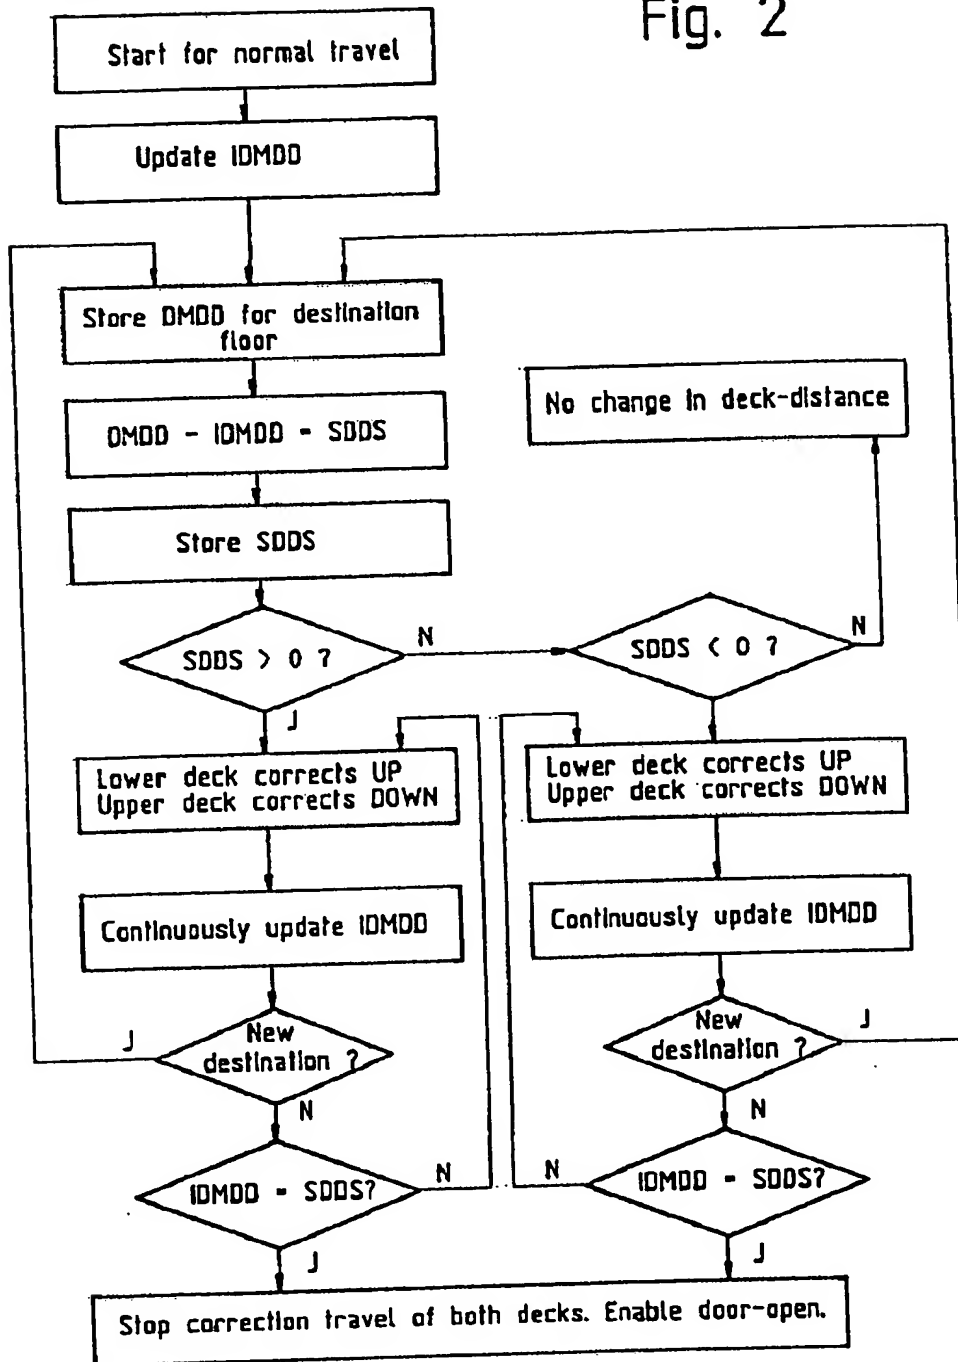 Fig. 2
Start for normal travel
Update IDMDD
Store DMDD for destination
floor
DMDD - IDMDD = SDDS
No change in deck-distance
Store SDDS
SDDS > 0 ?
N
SDDS < 0 ?
N
J
Lower deck corrects UP
Upper deck corrects DOWN
Lower deck corrects UP
Upper deck corrects DOWN
Continuously update IDMDD
Continuously update IDMDD
J
New
destination ?
New
destination ?
J
N
N
IDMDD = SDDS?
N
N
IDMDD = SDDS?
J
J
Stop correction travel of both decks. Enable door-open.